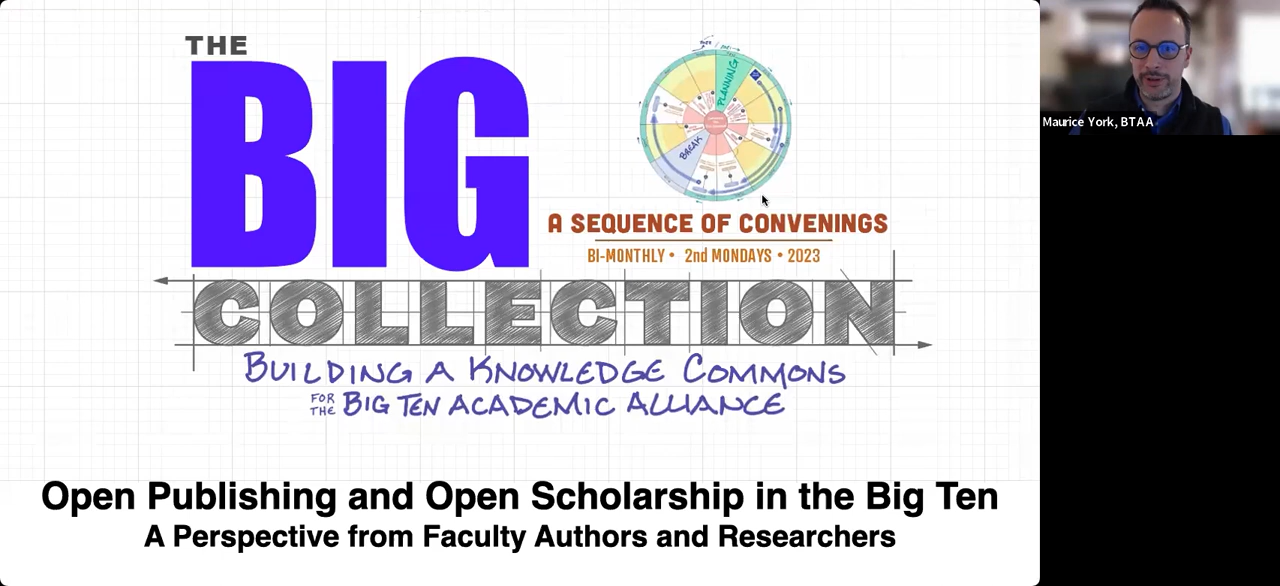 THE
BIG
PLANNING
BREAK
A SEQUENCE OF CONVENINGS
BI-MONTHLY • 2nd MONDAYS • 2023
COLLECTION
BUILDING A KNOWLEDGE COMMONS
FOR THE BIG TEN ACADEMIC ALLIANCE
Open Publishing and Open Scholarship in the Big Ten
A Perspective from Faculty Authors and Researchers
Maurice York, BTAA